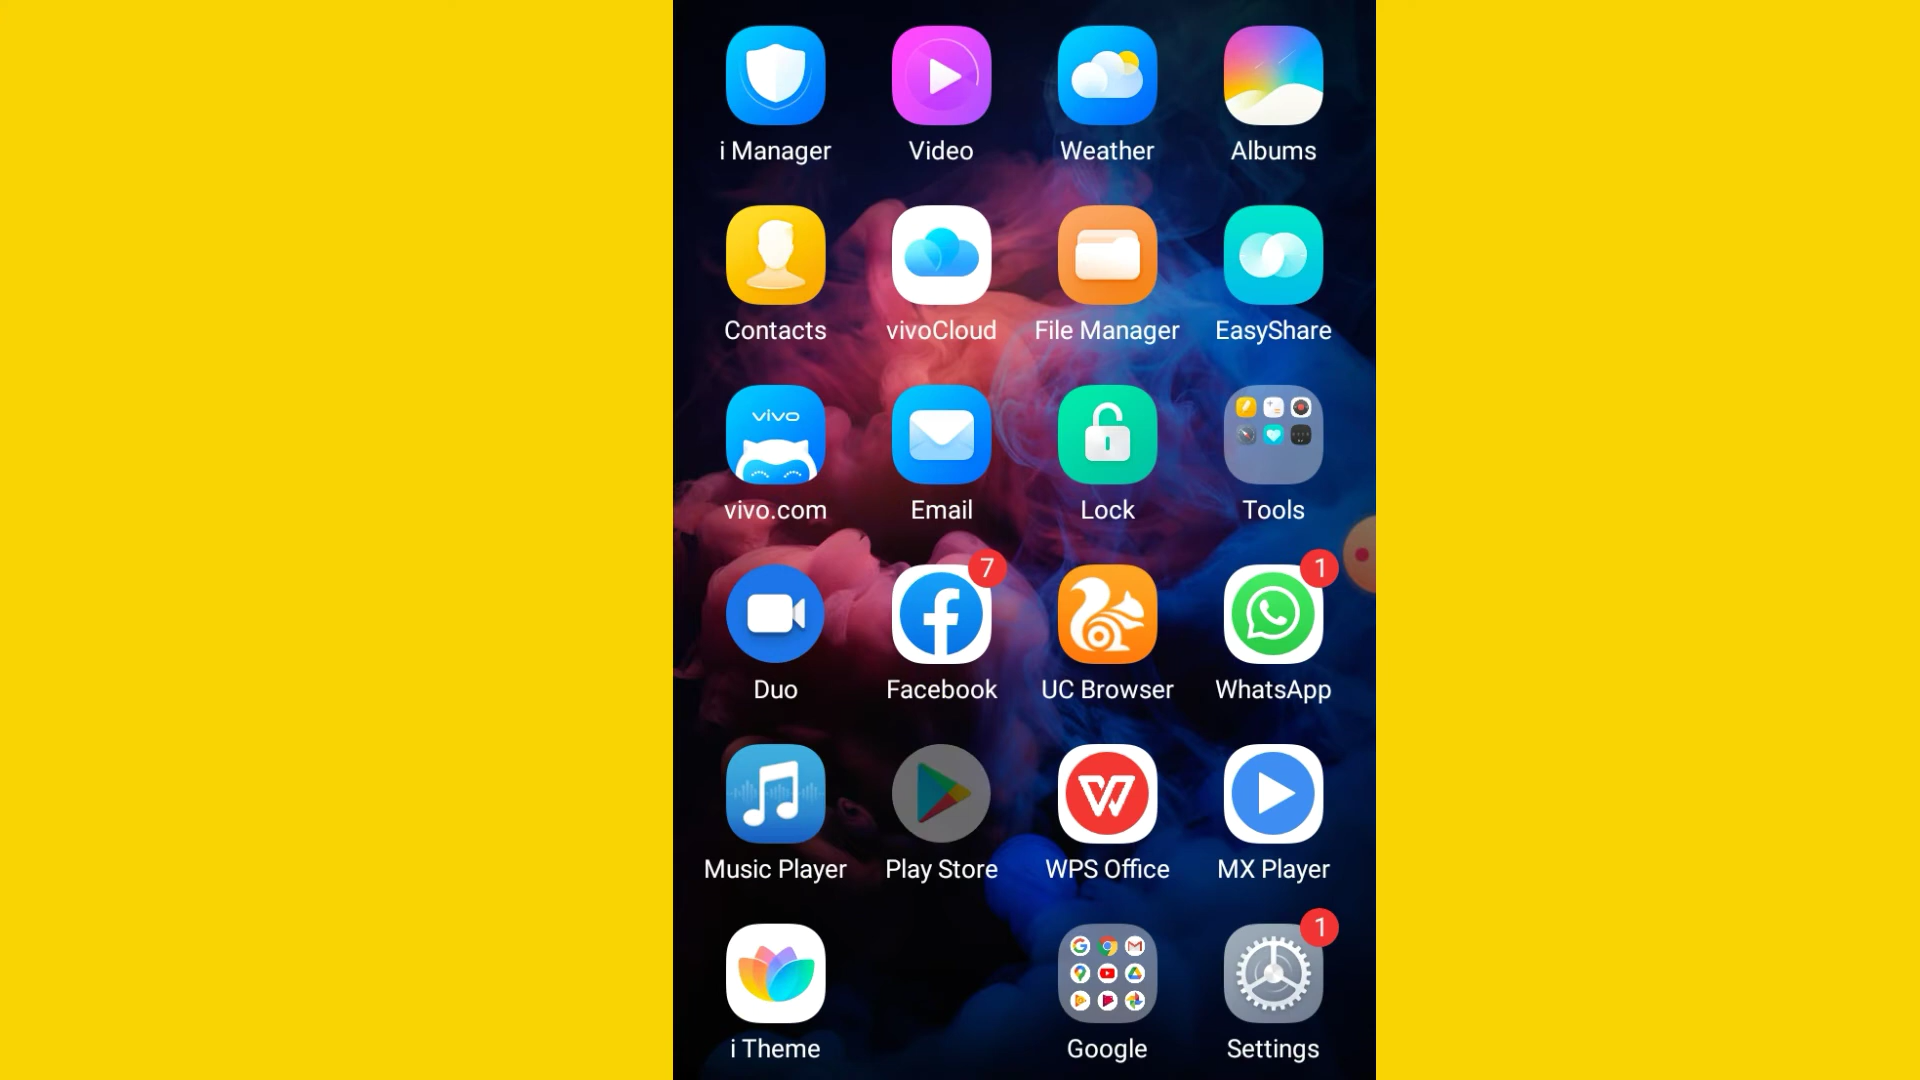 i Manager
Video
Weather
Albums
Contacts
vivoCloud
File Manager
EasyShare
vivo
vivo.com
Email
Lock
Tools
7
1
Duo
Facebook
UC Browser
WhatsApp
Music Player
Play Store
WPS Office
MX Player
1
i Theme
Google
Settings